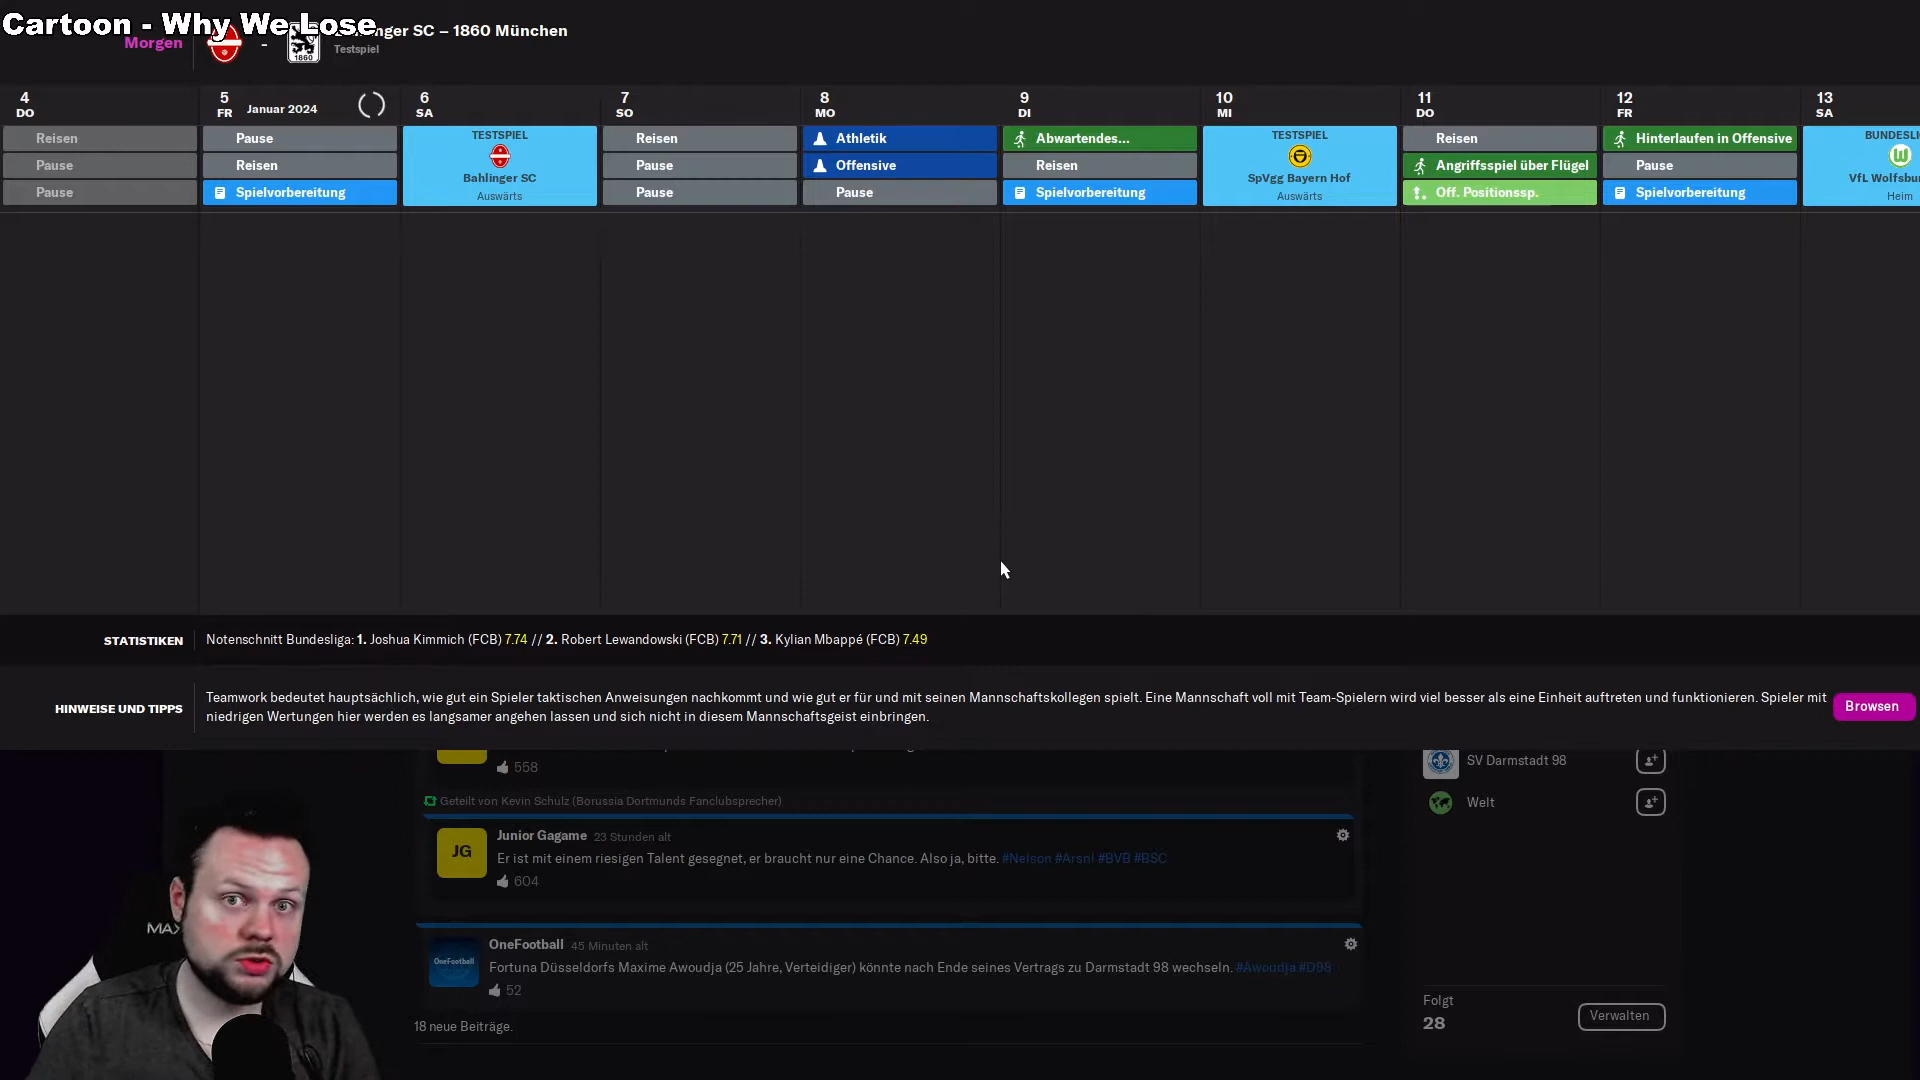 Cartoon - Why We Lose
Morgen
-
1860
nger SC – 1860 München
Testspiel
4
DO
5
FR
Januar 2024
6
SA
7
SO
8
MO
9
DI
10
MI
11
DO
12
FR
13
SA
Reisen
Pause
Pause
Pause
Reisen
Spielvorbereitung
TESTSPIEL
Bahlinger SC
Auswärts
Reisen
Pause
Pause
Athletik
Offensive
Pause
Abwartendes...
Reisen
Spielvorbereitung
TESTSPIEL
SpVgg Bayern Hof
Auswärts
Reisen
Angriffsspiel über Flügel
Off. Positionssp.
Hinterlaufen in Offensive
Pause
Spielvorbereitung
BUNDESLI
VfL Wolfsbu
Heim
STATISTIKEN
Notenschnitt Bundesliga: 1. Joshua Kimmich (FCB) 7.74 // 2. Robert Lewandowski (FCB) 7.71 // 3. Kylian Mbappé (FCB) 7.49
HINWEISE UND TIPPS
Teamwork bedeutet hauptsächlich, wie gut ein Spieler taktischen Anweisungen nachkommt und wie gut er für und mit seinen Mannschaftskollegen spielt. Eine Mannschaft voll mit Team-Spielern wird viel besser als eine Einheit auftreten und funktionieren. Spieler mit
niedrigen Wertungen hier werden es langsamer angehen lassen und sich nicht in diesem Mannschaftsgeist einbringen.
Browsen
558
Geteilt von Kevin Schulz (Borussia Dortmunds Fanclubsprecher)
JG
Junior Gagame 23 Stunden alt
Er ist mit einem riesigen Talent gesegnet, er braucht nur eine Chance. Also ja, bitte. #Nelson #Arsnl #BVB #BSC
604
OneFootball
OneFootball 45 Minuten alt
Fortuna Düsseldorfs Maxime Awoudja (25 Jahre, Verteidiger) könnte nach Ende seines Vertrags zu Darmstadt 98 wechseln. #Awoudja #D98
52
18 neue Beiträge.
SV Darmstadt 98
Welt
Folgt
28
Verwalten
MAX